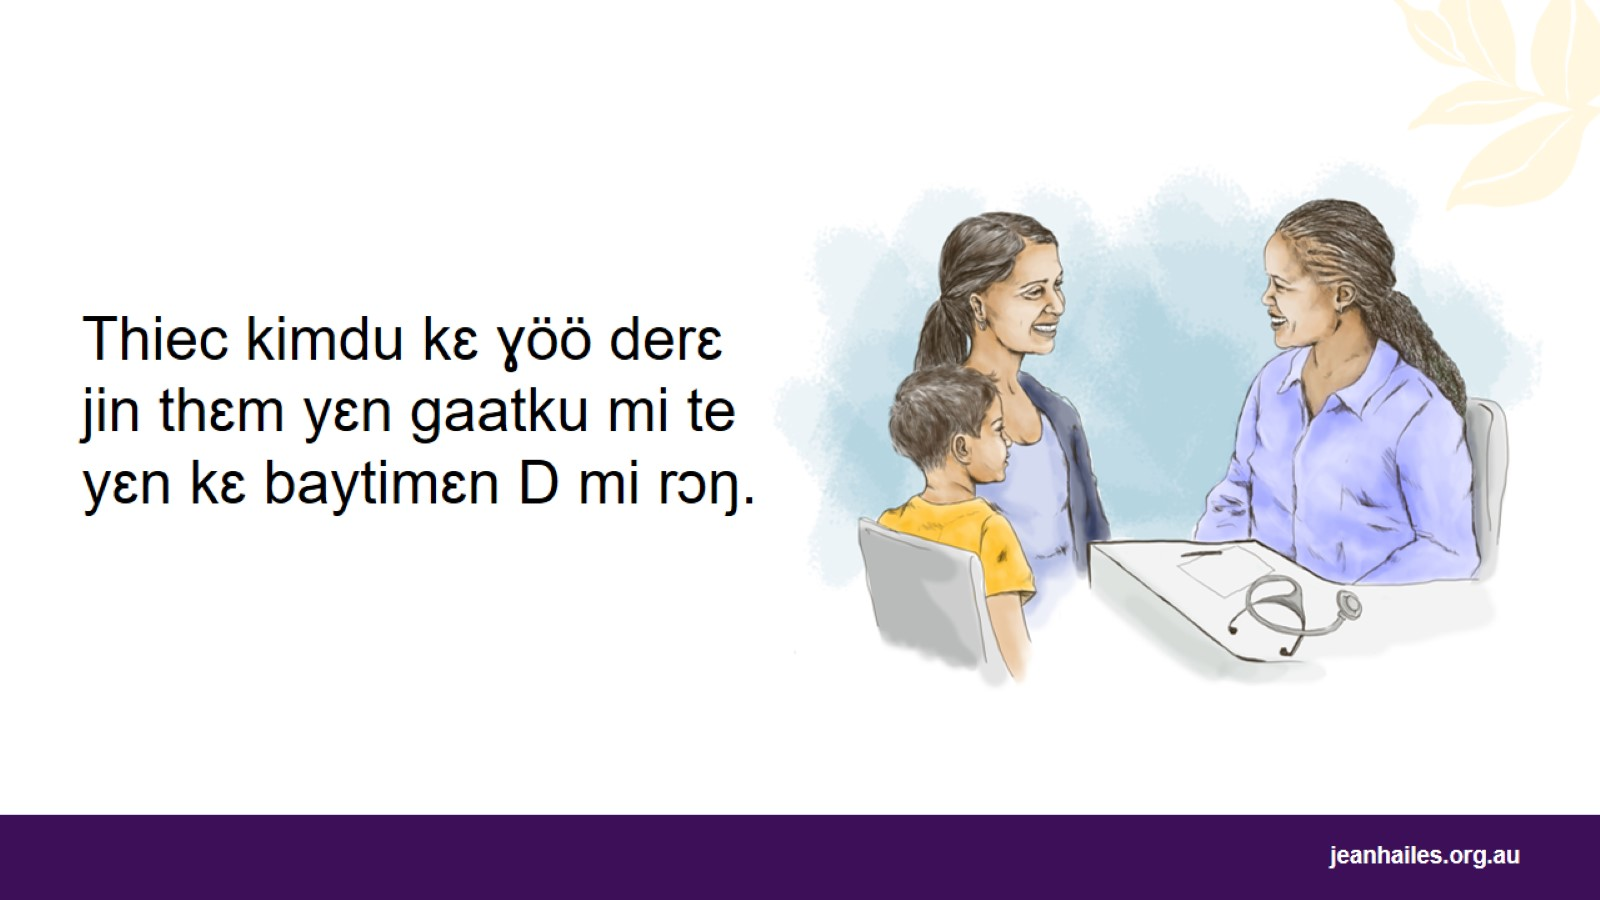 Thiec kimdu kɛ ɣöö derɛ
jin thɛm yɛn gaatku mi te
yɛn kɛ baytimɛn D mi rɔŋ.
jeanhailes.org.au